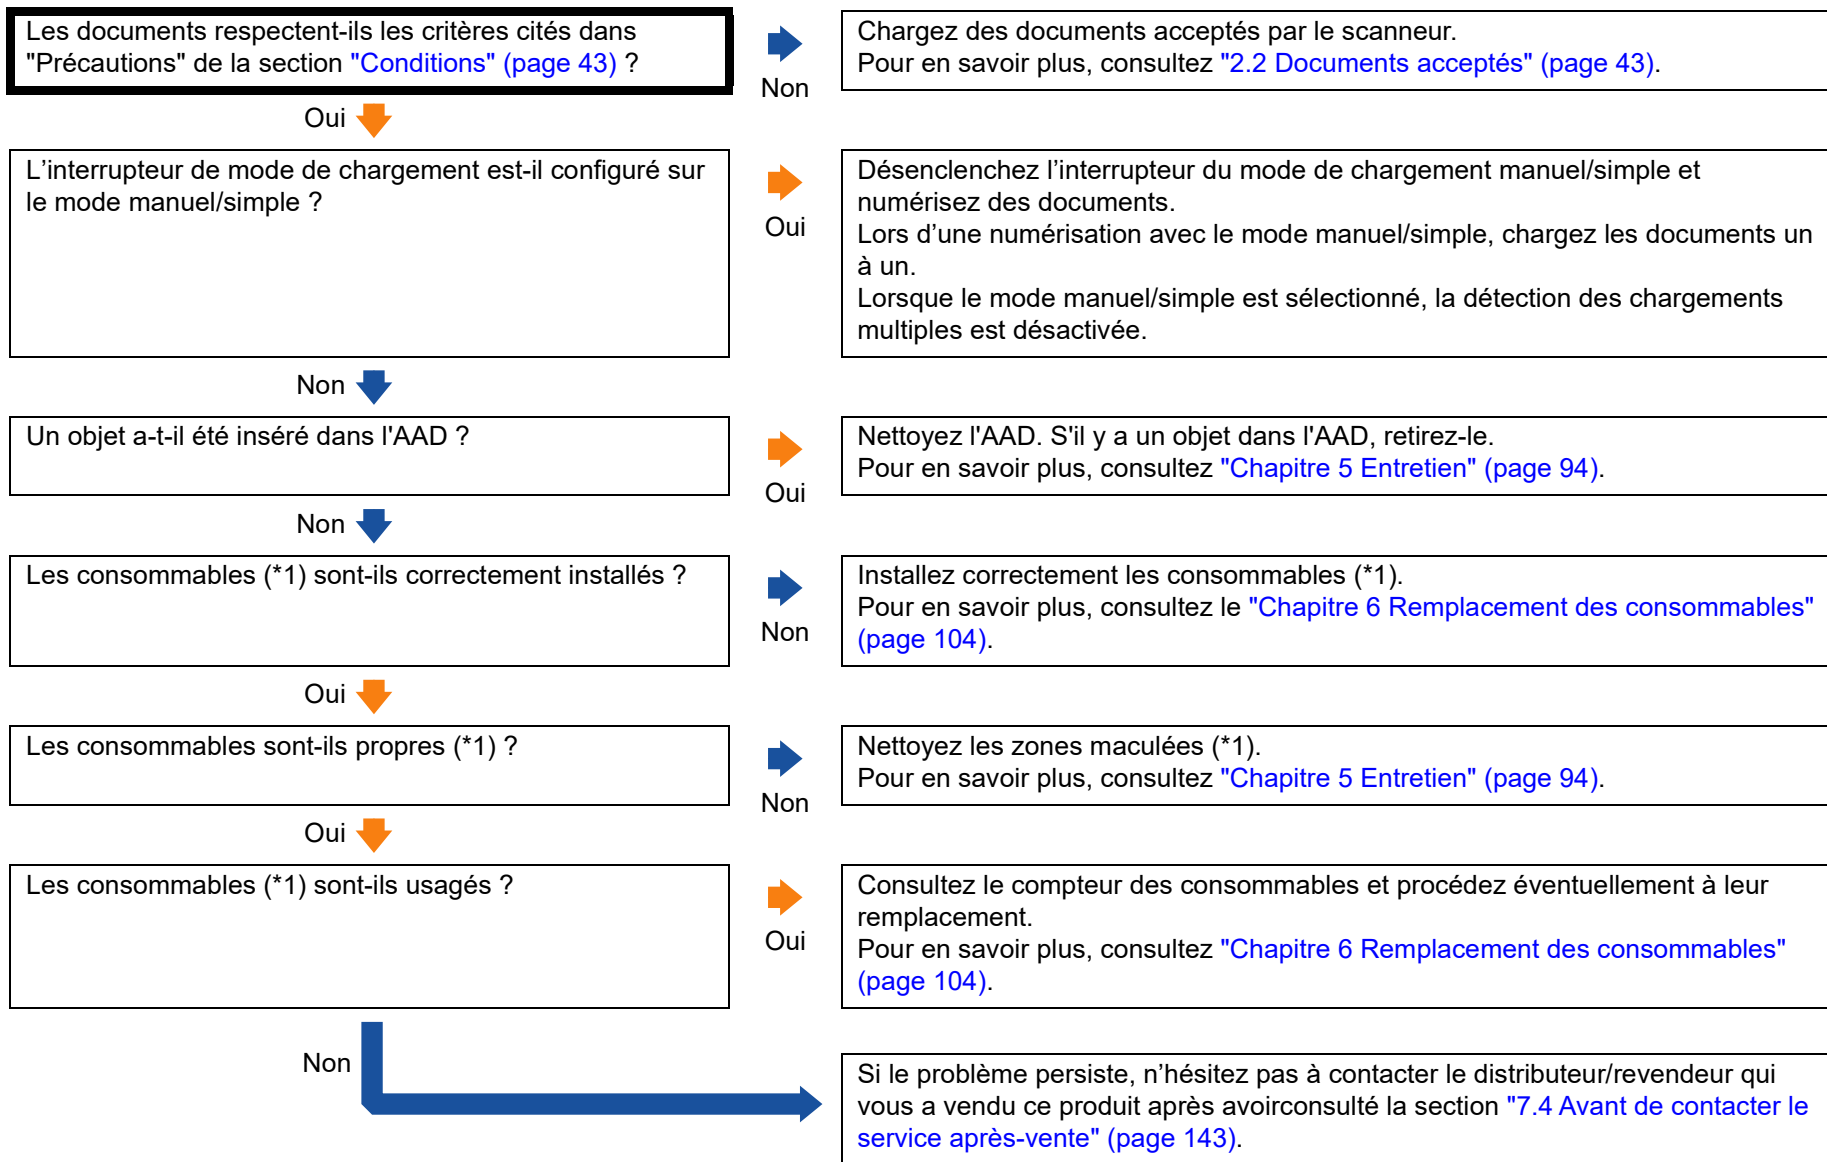 Les documents respectent-ils les critères cités dans
"Précautions" de la section "Conditions" (page 43) ?
Non
Chargez des documents acceptés par le scanneur.
Pour en savoir plus, consultez "2.2 Documents acceptés" (page 43).
Oui
L’interrupteur de mode de chargement est-il configuré sur
le mode manuel/simple ?
Oui
Désenclenchez l’interrupteur du mode de chargement manuel/simple et
numérisez des documents.
Lors d’une numérisation avec le mode manuel/simple, chargez les documents un
à un.
Lorsque le mode manuel/simple est sélectionné, la détection des chargements
multiples est désactivée.
Non
Un objet a-t-il été inséré dans l'AAD ?
Oui
Nettoyez l'AAD. S'il y a un objet dans l'AAD, retirez-le.
Pour en savoir plus, consultez "Chapitre 5 Entretien" (page 94).
Non
Les consommables (*1) sont-ils correctement installés ?
Non
Installez correctement les consommables (*1).
Pour en savoir plus, consultez le "Chapitre 6 Remplacement des consommables"
(page 104).
Oui
Les consommables sont-ils propres (*1) ?
Non
Nettoyez les zones maculées (*1).
Pour en savoir plus, consultez "Chapitre 5 Entretien" (page 94).
Oui
Les consommables (*1) sont-ils usagés ?
Oui
Consultez le compteur des consommables et procédez éventuellement à leur
remplacement.
Pour en savoir plus, consultez "Chapitre 6 Remplacement des consommables"
(page 104).
Non
Si le problème persiste, n’hésitez pas à contacter le distributeur/revendeur qui
vous a vendu ce produit après avoirconsulté la section "7.4 Avant de contacter le
service après-vente" (page 143).